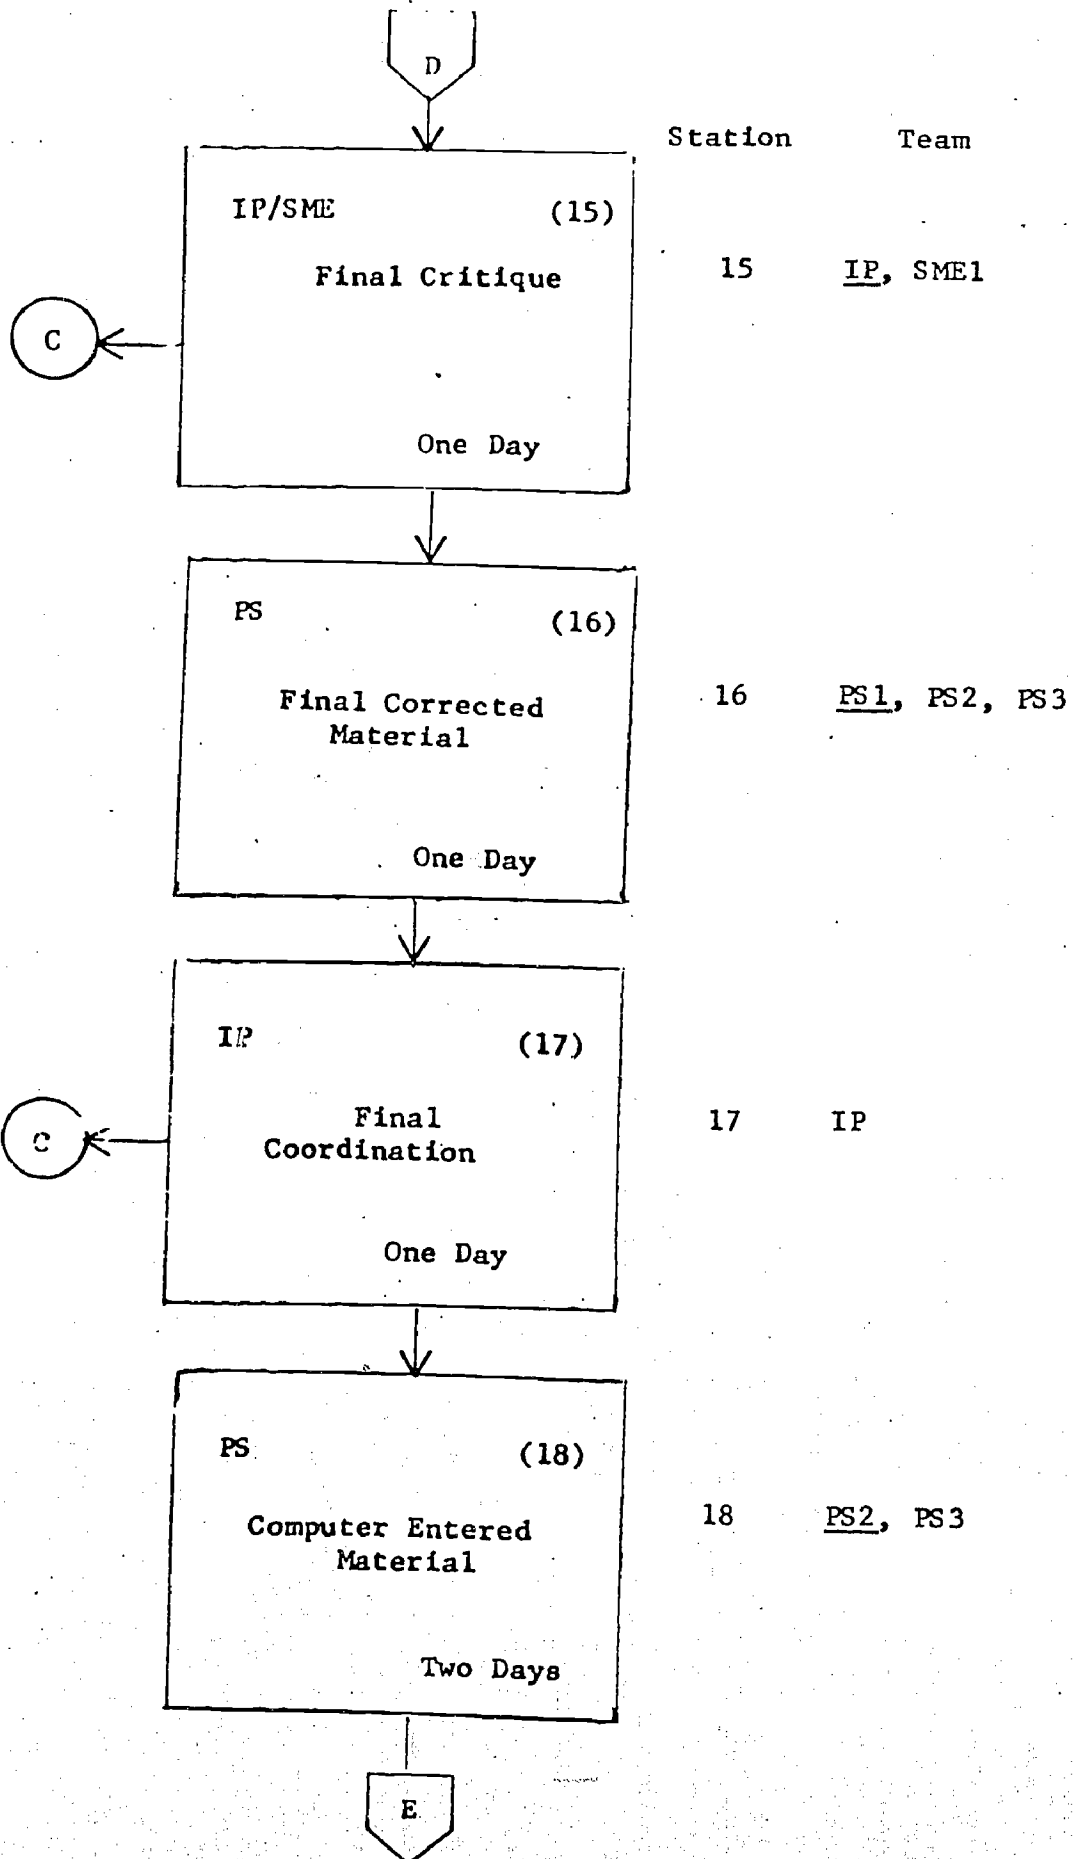 D
Station Team
IP/SME (15)
15 IP, SME1
Final Critique
C
One Day
PS (16)
Final Corrected
Material
16 PS1, PS2, PS3
One Day
IP (17)
Final
Coordination
17 IP
C
One Day
PS (18)
Computer Entered
Material
18 PS2, PS3
Two Days
E